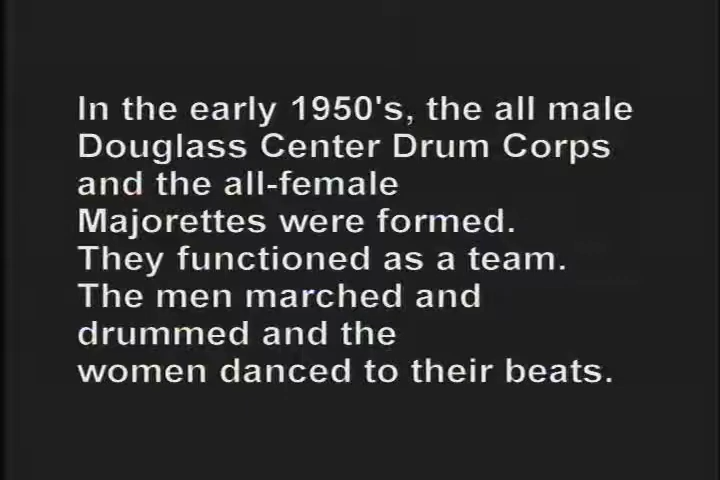 In the early 1950's, the all male
Douglass Center Drum Corps
and the all-female
Majorettes were formed.
They functioned as a team.
The men marched and
drummed and the
women danced to their beats.